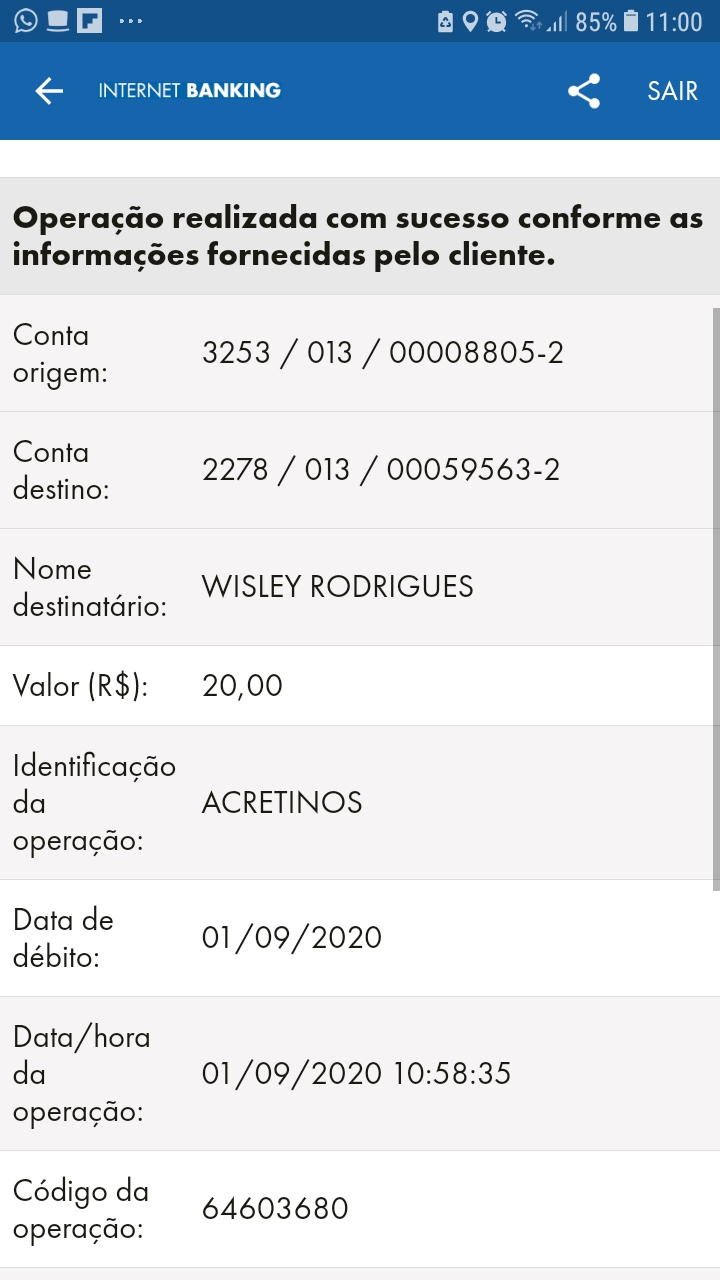 85% 11:00
INTERNET BANKING SAIR
Operação realizada com sucesso conforme as
informações fornecidas pelo cliente.
Conta
origem:
3253 / 013 / 00008805-2
Conta
destino:
2278 / 013 / 00059563-2
Nome
destinatário:
WISLEY RODRIGUES
Valor (R$): 20,00
Identificação
da
operação:
ACRETINOS
Data de
débito:
01/09/2020
Data/hora
da
operação:
01/09/2020 10:58:35
Código da
operação:
64603680